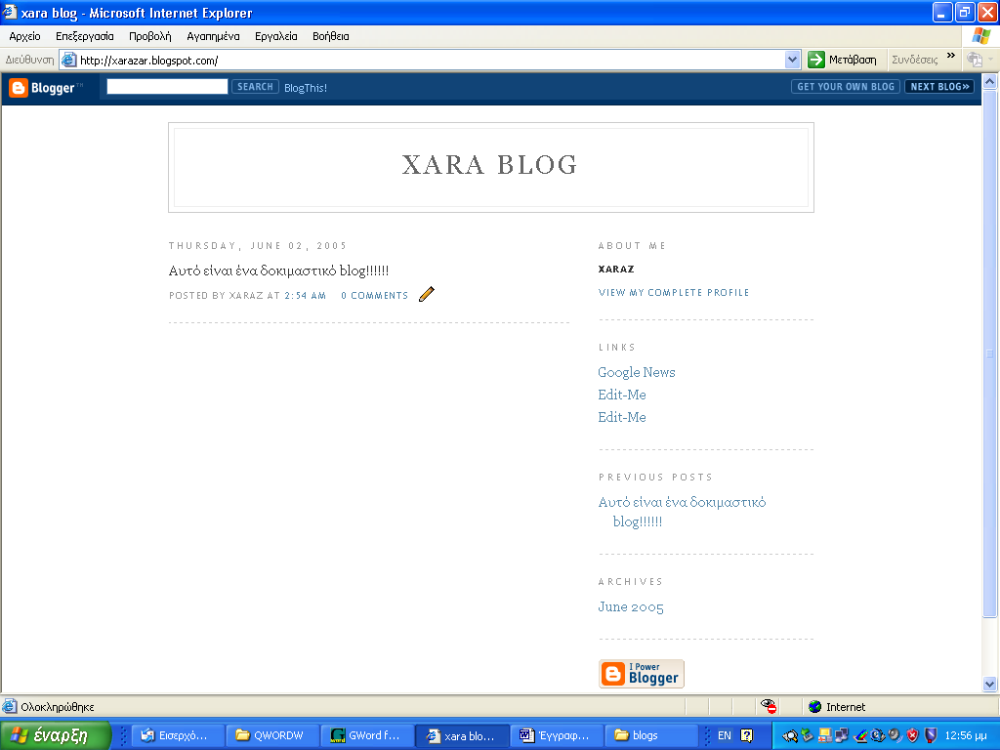 xara blog - Microsoft Internet Explorer
Αρχείο Επεξεργασία Προβολή Αγαπημένα Εργαλεία Βοήθεια
Διεύθυνση http://xarazar.blogspot.com/ Μετάβαση Συνδέσεις »
Blogger™ SEARCH BlogThis! GET YOUR OWN BLOG NEXT BLOG»
XARA BLOG
THURSDAY, JUNE 02, 2005
Αυτό είναι ένα δοκιμαστικό blog!!!!!!
POSTED BY XARAZ AT 2:54 AM 0 COMMENTS
ABOUT ME
XARAZ
VIEW MY COMPLETE PROFILE
LINKS
Google News
Edit-Me
Edit-Me
PREVIOUS POSTS
Αυτό είναι ένα δοκιμαστικό
blog!!!!!!
ARCHIVES
June 2005
I Power
Blogger
Ολοκληρώθηκε Internet
έναρξη Εισερχό... QWORDW GWord f... xara blo... Έγγραφ... blogs EN 12:56 μμ